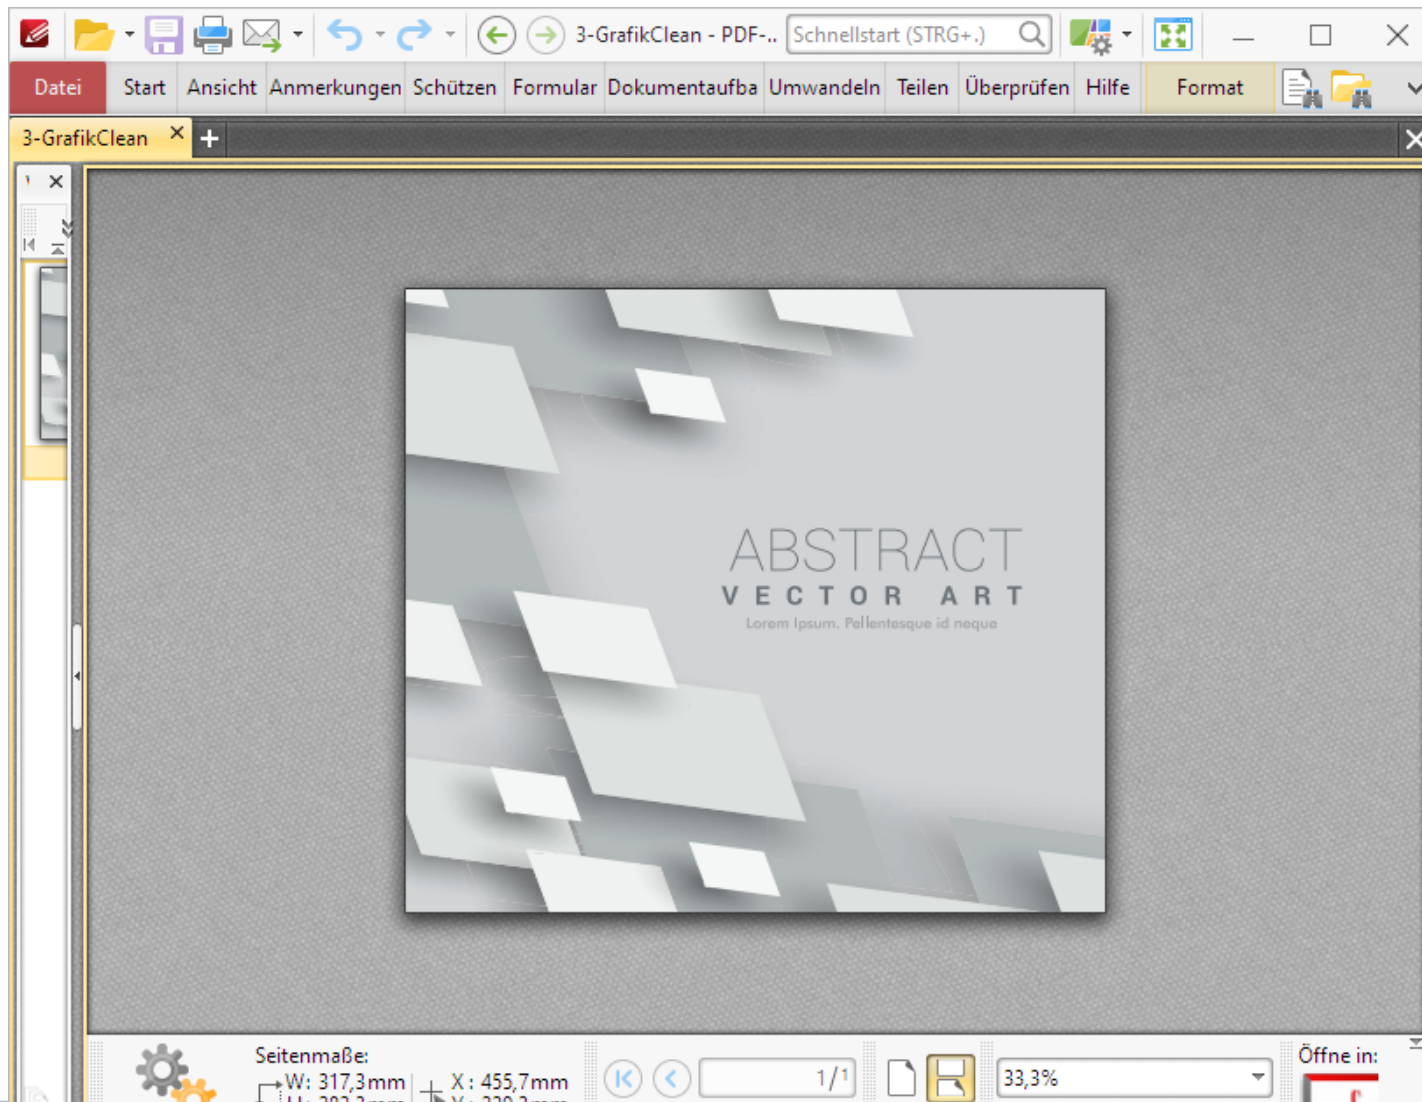 3-GrafikClean - PDF-..
Schnellstart (STRG+.)
Datei Start Ansicht Anmerkungen Schützen Formular Dokumentaufba Umwandeln Teilen Überprüfen Hilfe Format
3-GrafikClean
ABSTRACT
VECTOR ART
Lorem Ipsum. Pellentesque id neque
Seitenmaße:
W: 317,3mm X: 455,7mm
1/1
33,3%
Öffne in: